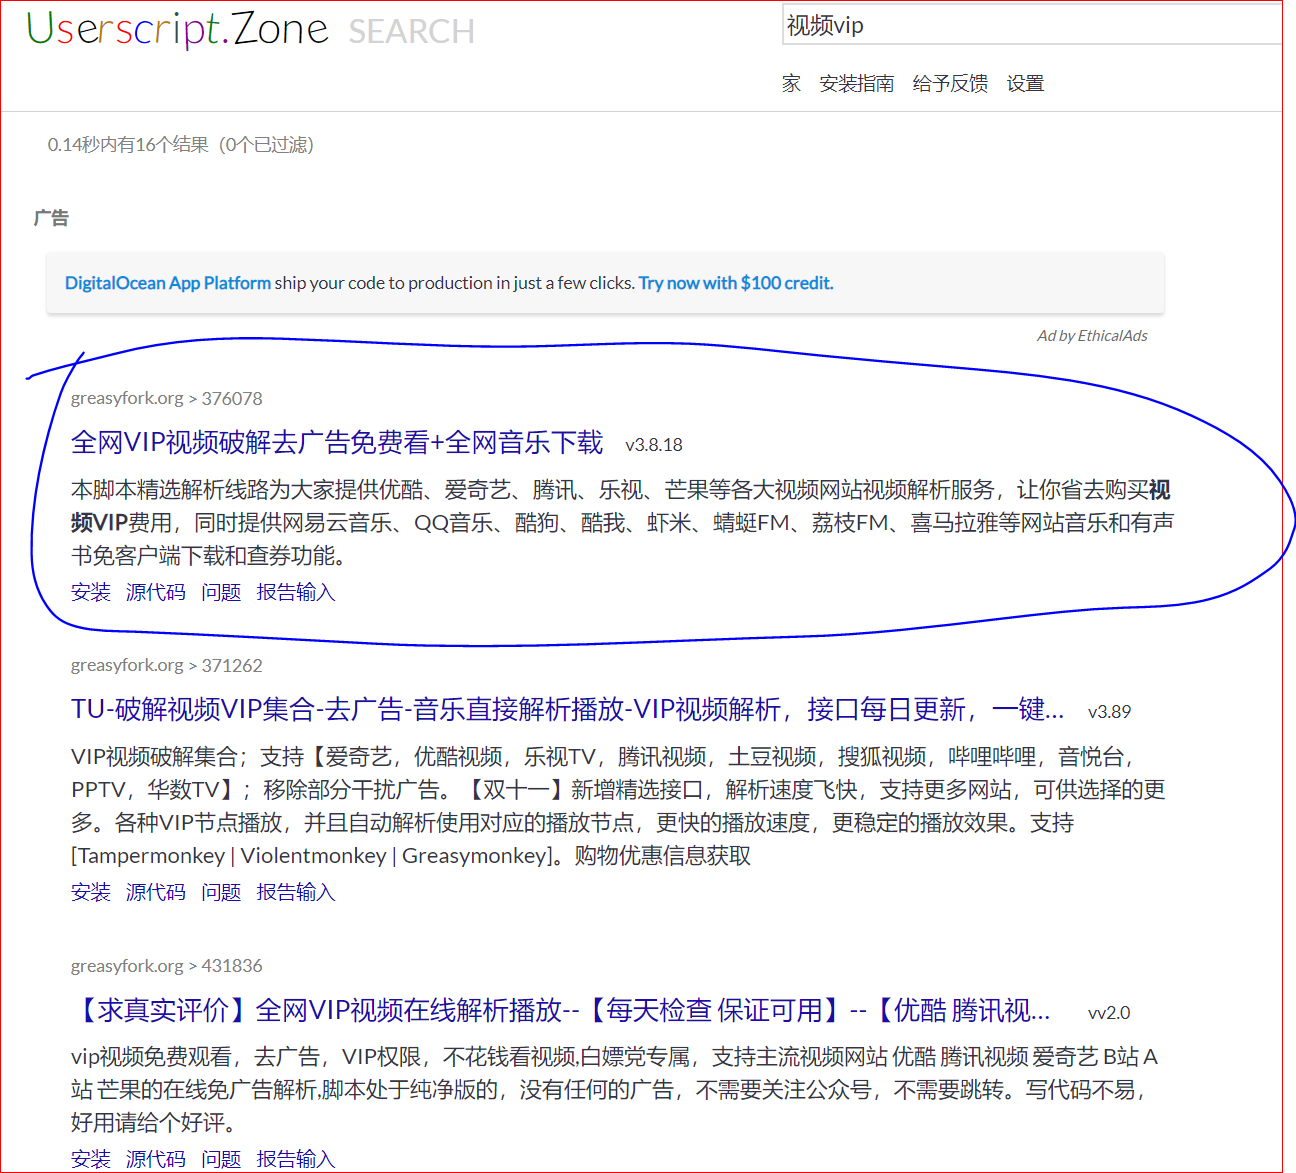 Userscript.Zone SEARCH
视频vip
家 安装指南 给予反馈 设置
0.14秒内有16个结果（0个已过滤）
广告
DigitalOcean App Platform ship your code to production in just a few clicks. Try now with $100 credit.
Ad by EthicalAds
greasyfork.org > 376078
全网VIP视频破解去广告免费看+全网音乐下载 v3.8.18
本脚本精选解析线路为大家提供优酷、爱奇艺、腾讯、乐视、芒果等各大视频网站视频解析服务，让你省去购买视
频VIP费用，同时提供网易云音乐、QQ音乐、酷狗、酷我、虾米、蜻蜓FM、荔枝FM、喜马拉雅等网站音乐和有声
书免客户端下载和查券功能。
安装 源代码 问题 报告输入
greasyfork.org > 371262
TU-破解视频VIP集合-去广告-音乐直接解析播放-VIP视频解析，接口每日更新，一键... v3.89
VIP视频破解集合；支持【爱奇艺，优酷视频，乐视TV，腾讯视频，土豆视频，搜狐视频，哔哩哔哩，音悦台，
PPTV，华数TV】；移除部分干扰广告。【双十一】新增精选接口，解析速度飞快，支持更多网站，可供选择的更
多。各种VIP节点播放，并且自动解析使用对应的播放节点，更快的播放速度，更稳定的播放效果。支持
[Tampermonkey | Violentmonkey | Greasymonkey]。购物优惠信息获取
安装 源代码 问题 报告输入
greasyfork.org > 431836
【求真实评价】全网VIP视频在线解析播放--【每天检查 保证可用】--【优酷 腾讯视... vv2.0
vip视频免费观看，去广告，VIP权限，不花钱看视频,白嫖党专属，支持主流视频网站 优酷 腾讯视频 爱奇艺 B站 A
站 芒果的在线免广告解析,脚本处于纯净版的，没有任何的广告，不需要关注公众号，不需要跳转。写代码不易，
好用请给个好评。
安装 源代码 问题 报告输入